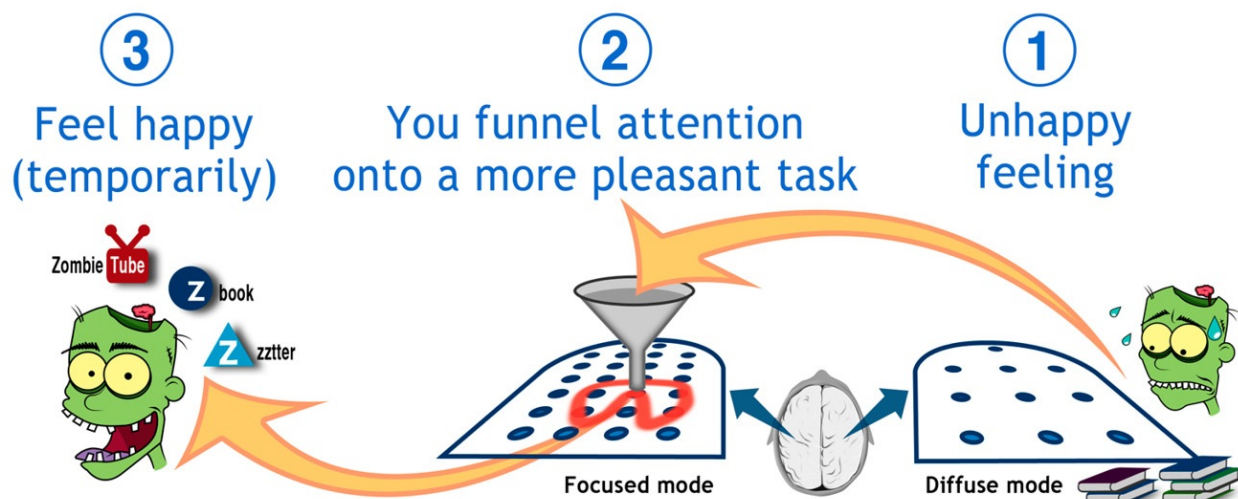 3
Feel happy
(temporarily)
2
You funnel attention
onto a more pleasant task
1
Unhappy
feeling
Zombie Tube
z book
z zztter
Focused mode
Diffuse mode